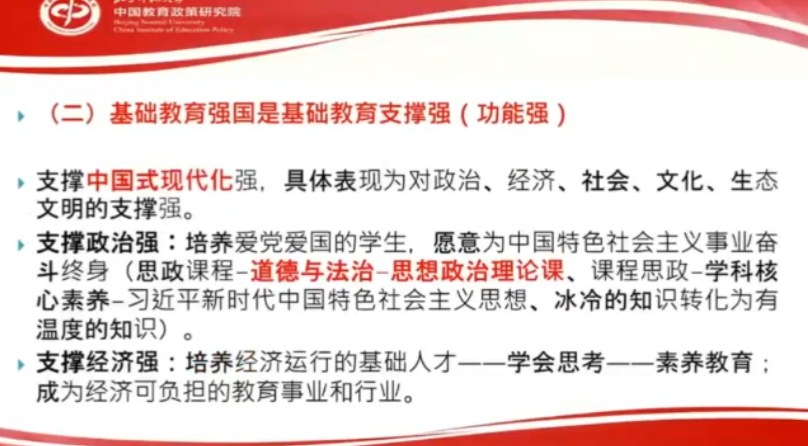 中国教育政策研究院
Beijing Normal University
China Institute of Education Policy
（二）基础教育强国是基础教育支撑强（功能强）
支撑中国式现代化强，具体表现为对政治、经济、社会、文化、生态
文明的支撑强。
支撑政治强：培养爱党爱国的学生，愿意为中国特色社会主义事业奋
斗终身（思政课程–道德与法治–思想政治理论课、课程思政–学科核
心素养–习近平新时代中国特色社会主义思想、冰冷的知识转化为有
温度的知识）。
支撑经济强：培养经济运行的基础人才——学会思考——素养教育；
成为经济可负担的教育事业和行业。